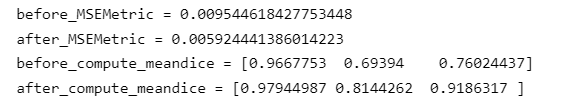 before_MSEMetric = 0.009544618427753448
after_MSEMetric = 0.005924441386014223
before_compute_meandice = [0.9667753  0.69394    0.76024437]
after_compute_meandice = [0.97944987 0.8144262  0.9186317 ]